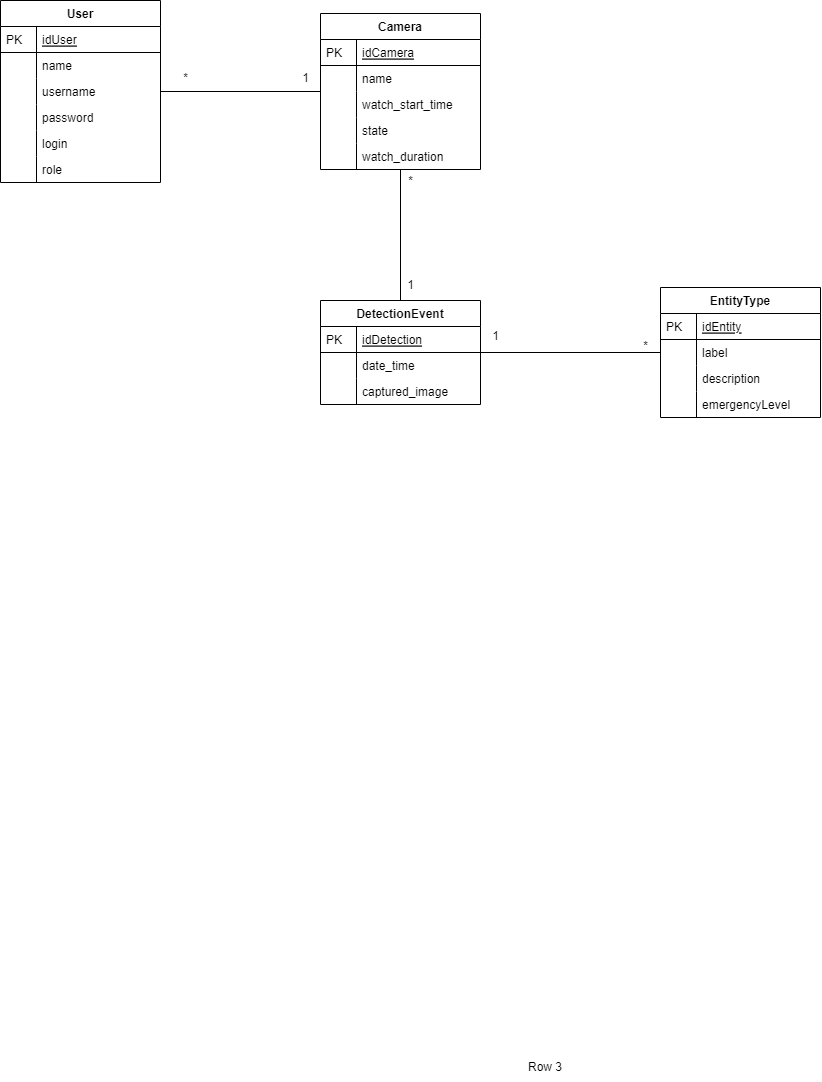 User
PK idUser
name
username
password
login
role
* 1
Camera
PK idCamera
name
watch_start_time
state
watch_duration
*
1
DetectionEvent
PK idDetection
date_time
captured_image
1 *
EntityType
PK idEntity
label
description
emergencyLevel
Row 3